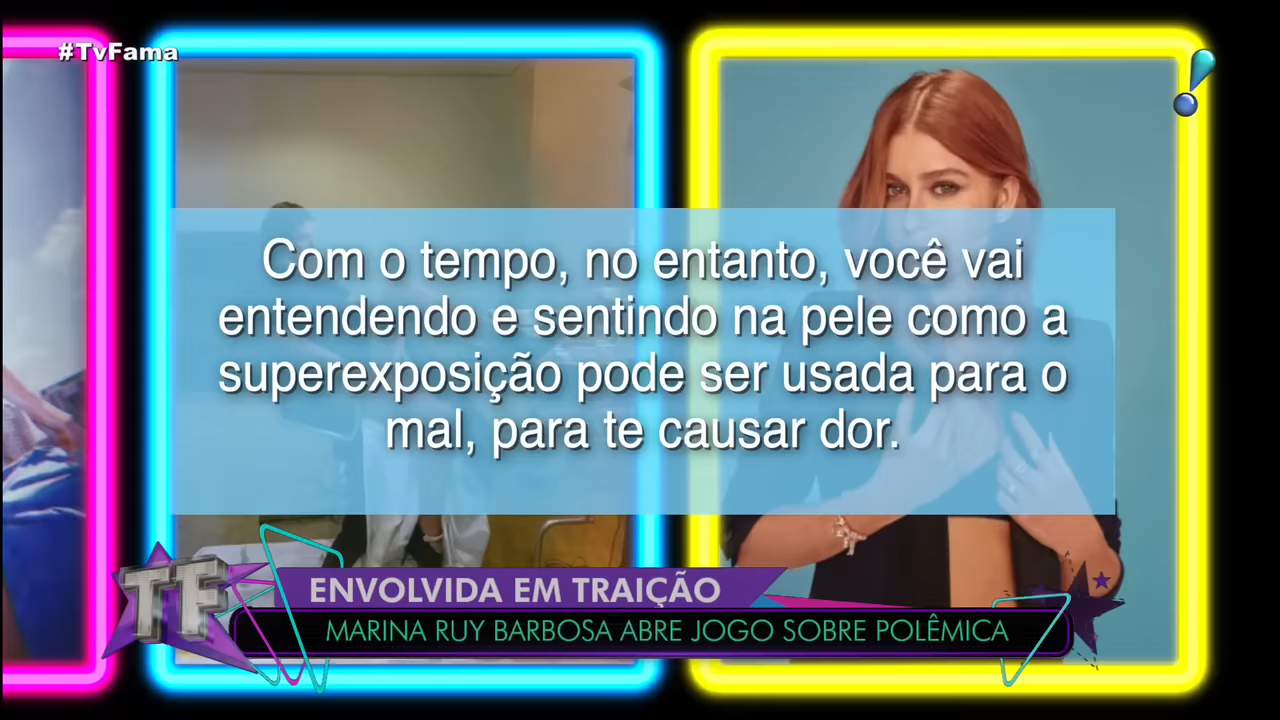 #TvFama
Com o tempo, no entanto, você vai
entendendo e sentindo na pele como a
superexposição pode ser usada para o
mal, para te causar dor.
TF
ENVOLVIDA EM TRAIÇÃO
MARINA RUY BARBOSA ABRE JOGO SOBRE POLÊMICA